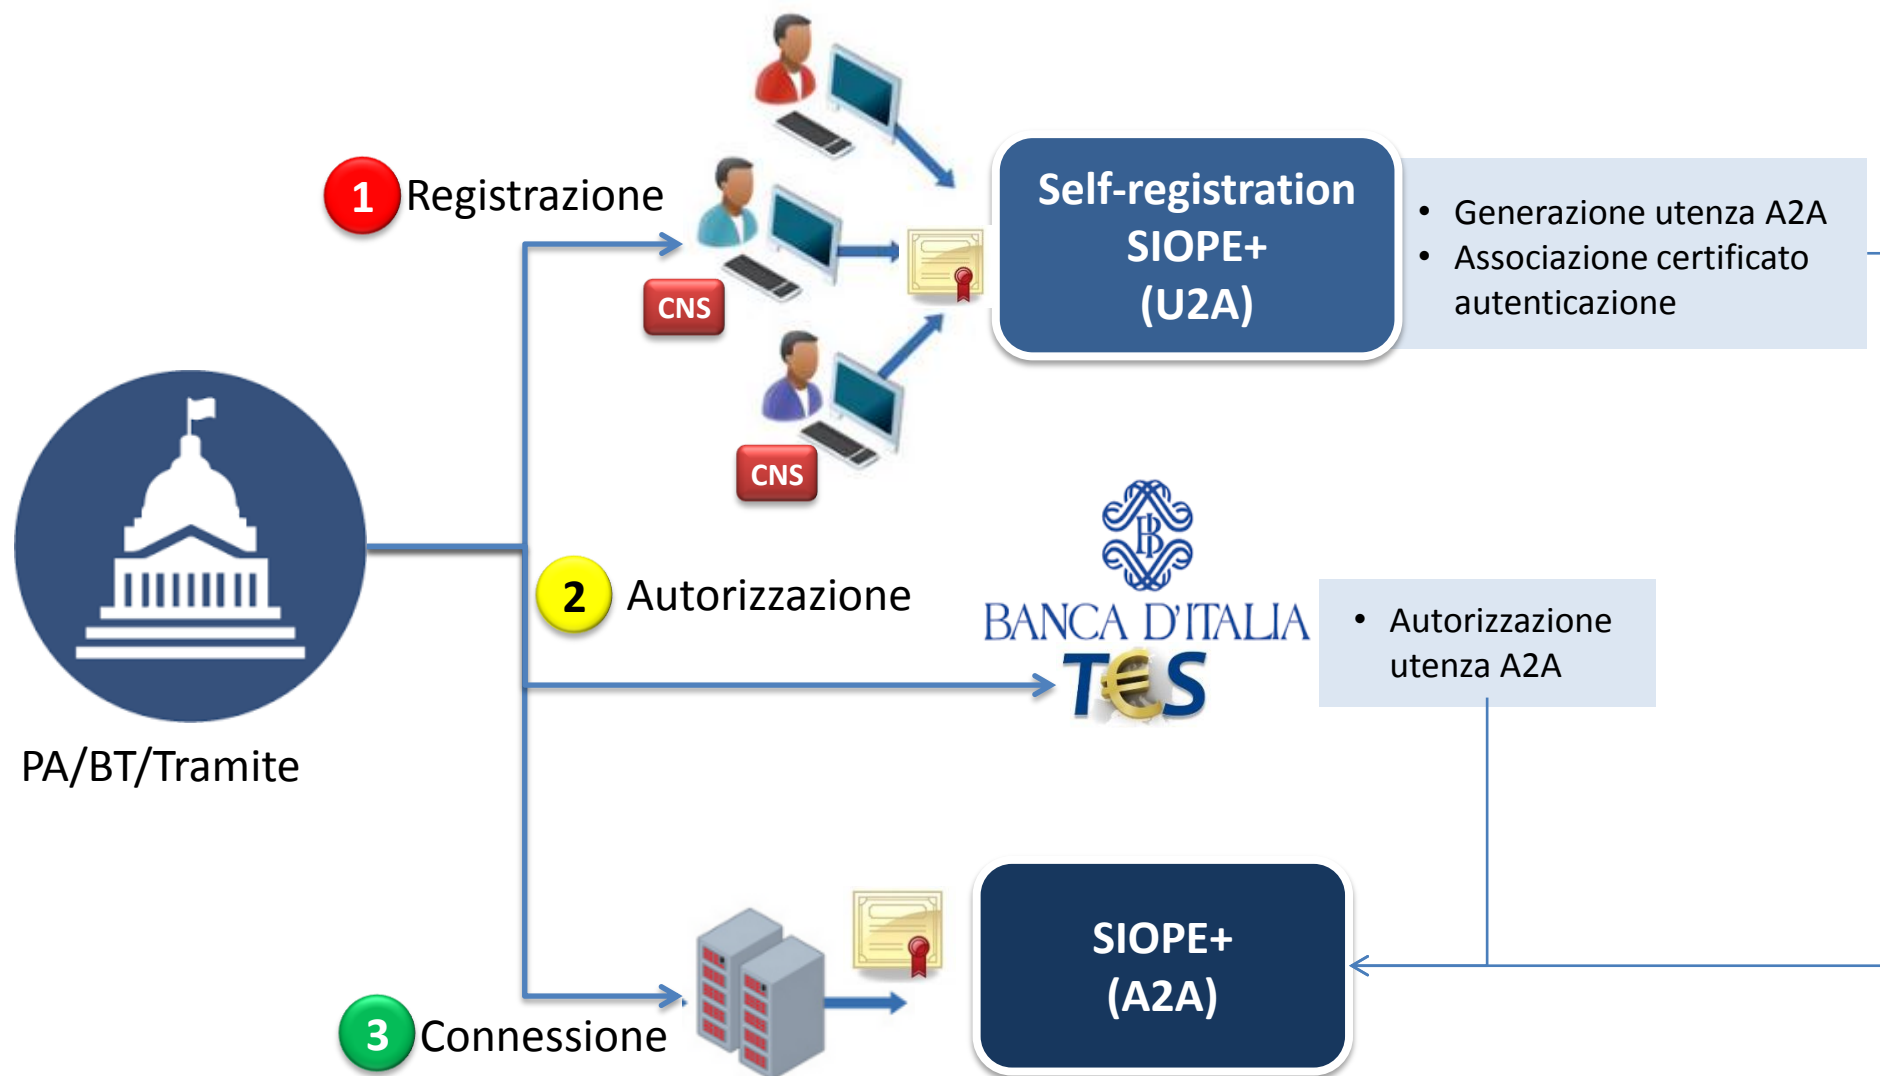 1 Registrazione
CNS
CNS
Self-registration
SIOPE+
(U2A)
• Generazione utenza A2A
• Associazione certificato
autenticazione
PA/BT/Tramite
2 Autorizzazione
BANCA D'ITALIA
T€S
• Autorizzazione
utenza A2A
3 Connessione
SIOPE+
(A2A)